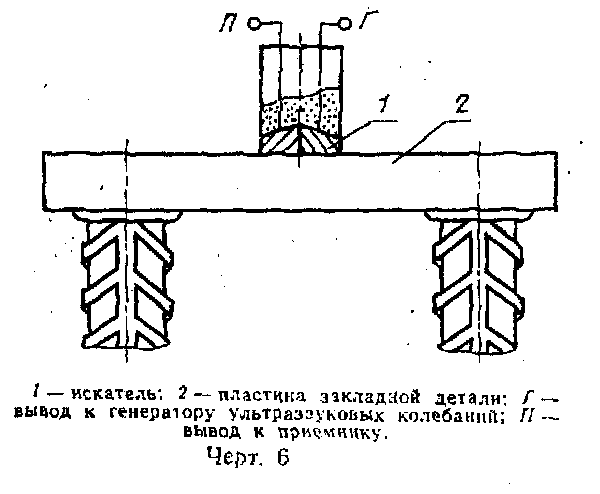 П Г
1 2
1 — искатель; 2 — пластина закладной детали; Г —
вывод к генератору ультразвуковых колебаний; П —
вывод к приемнику.
Черт. 6